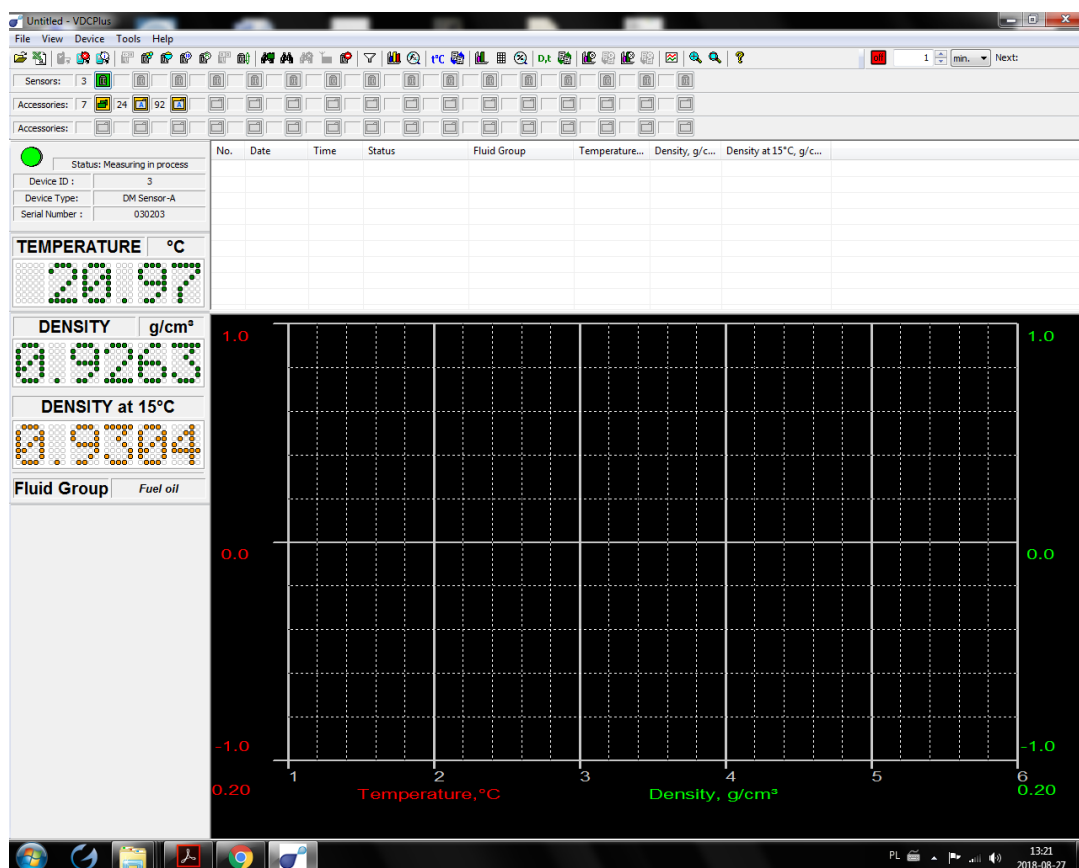 Untitled - VDCPlus
File View Device Tools Help
t°C D,t off 1 min. Next:
Sensors: 3
Accessories: 7 24 A 92 A
Accessories:
Status: Measuring in process
Device ID : 3
Device Type: DM Sensor-A
Serial Number : 030203
No. Date Time Status Fluid Group Temperature... Density, g/c... Density at 15°C, g/c...
TEMPERATURE °C
20.97
DENSITY g/cm³
0.9263
DENSITY at 15°C
0.9304
Fluid Group Fuel oil
1.0 1.0
0.0 0.0
-1.0 -1.0
1 2 3 4 5 6
0.20 Temperature,°C Density, g/cm³ 0.20
PL 13:21
2018-08-27